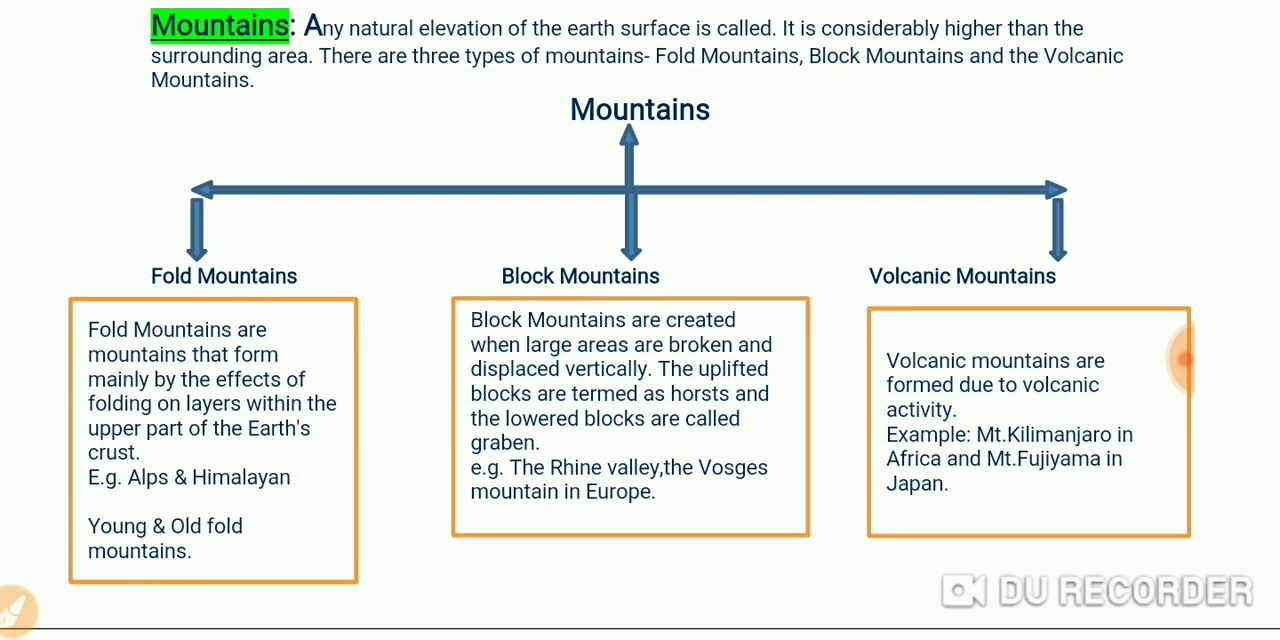 Mountains: Any natural elevation of the earth surface is called. It is considerably higher than the
surrounding area. There are three types of mountains- Fold Mountains, Block Mountains and the Volcanic
Mountains.
Mountains
Fold Mountains
Block Mountains
Volcanic Mountains
Fold Mountains are
mountains that form
mainly by the effects of
folding on layers within the
upper part of the Earth's
crust.
E.g. Alps & Himalayan
Young & Old fold
mountains.
Block Mountains are created
when large areas are broken and
displaced vertically. The uplifted
blocks are termed as horsts and
the lowered blocks are called
graben.
e.g. The Rhine valley,the Vosges
mountain in Europe.
Volcanic mountains are
formed due to volcanic
activity.
Example: Mt.Kilimanjaro in
Africa and Mt.Fujiyama in
Japan.
DU RECORDER